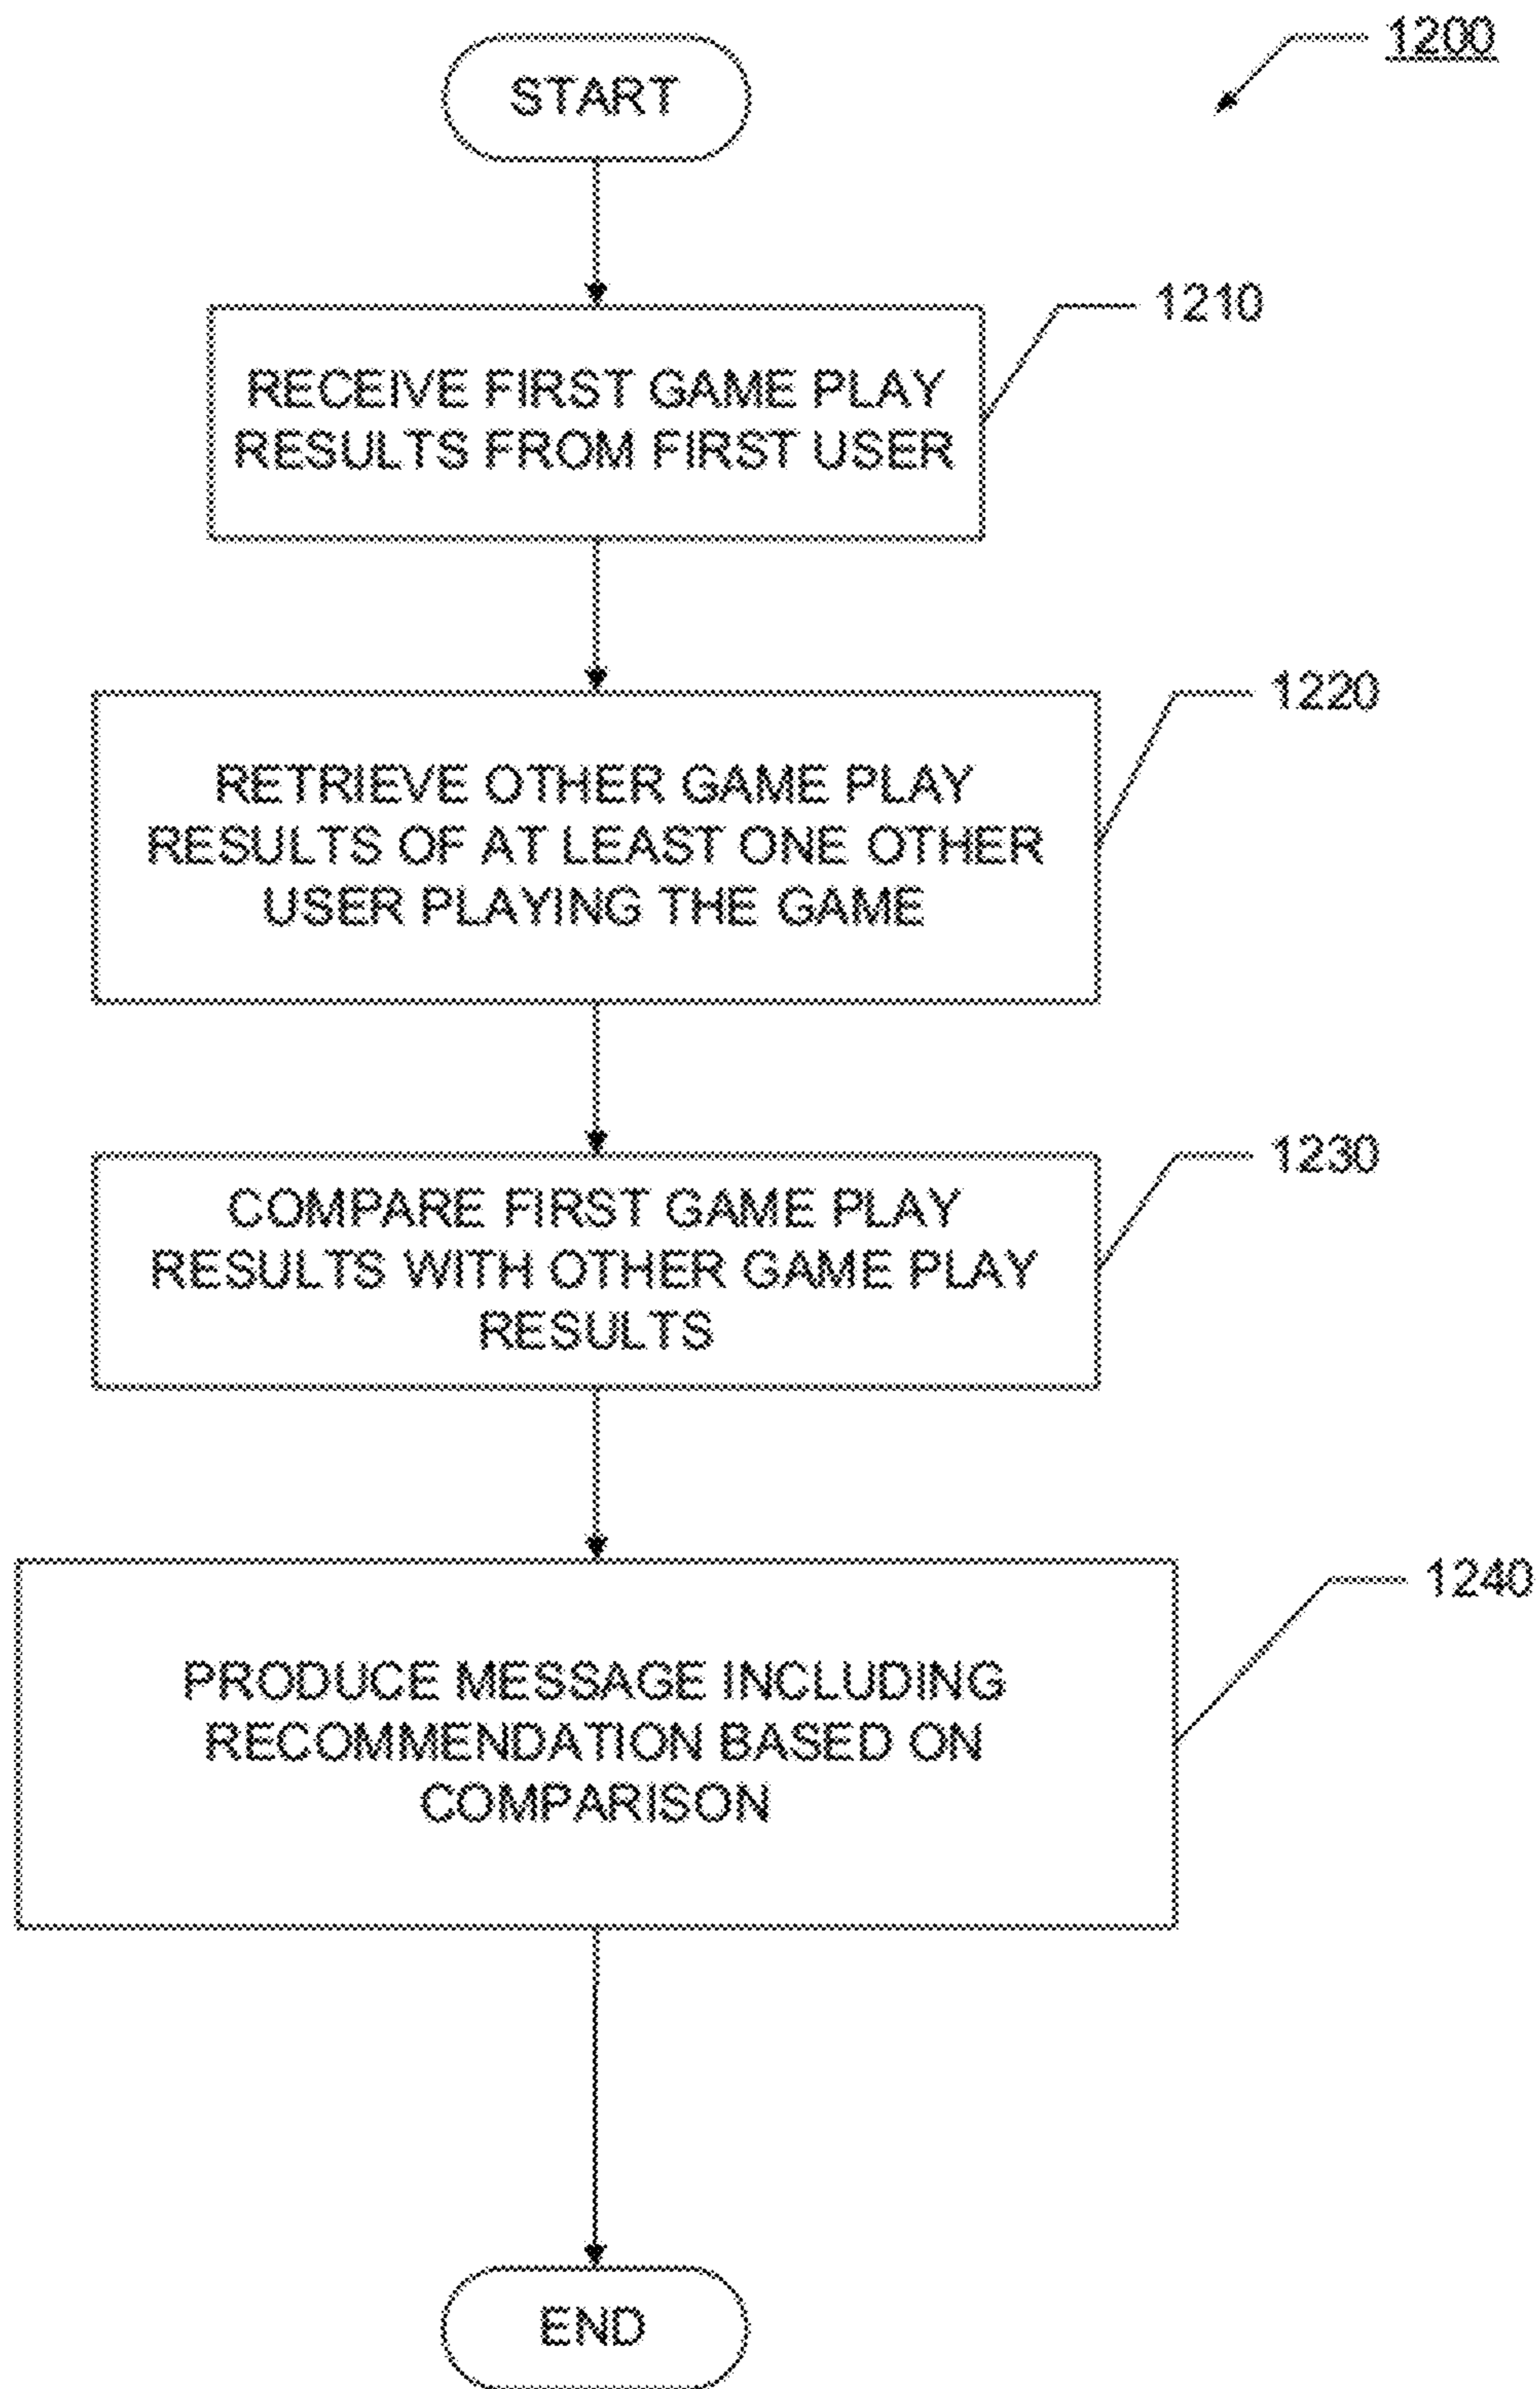 1200
START
1210
RECEIVE FIRST GAME PLAY
RESULTS FROM FIRST USER
1220
RETRIEVE OTHER GAME PLAY
RESULTS OF AT LEAST ONE OTHER
USER PLAYING THE GAME
1230
COMPARE FIRST GAME PLAY
RESULTS WITH OTHER GAME PLAY
RESULTS
1240
PRODUCE MESSAGE INCLUDING
RECOMMENDATION BASED ON
COMPARISON
END